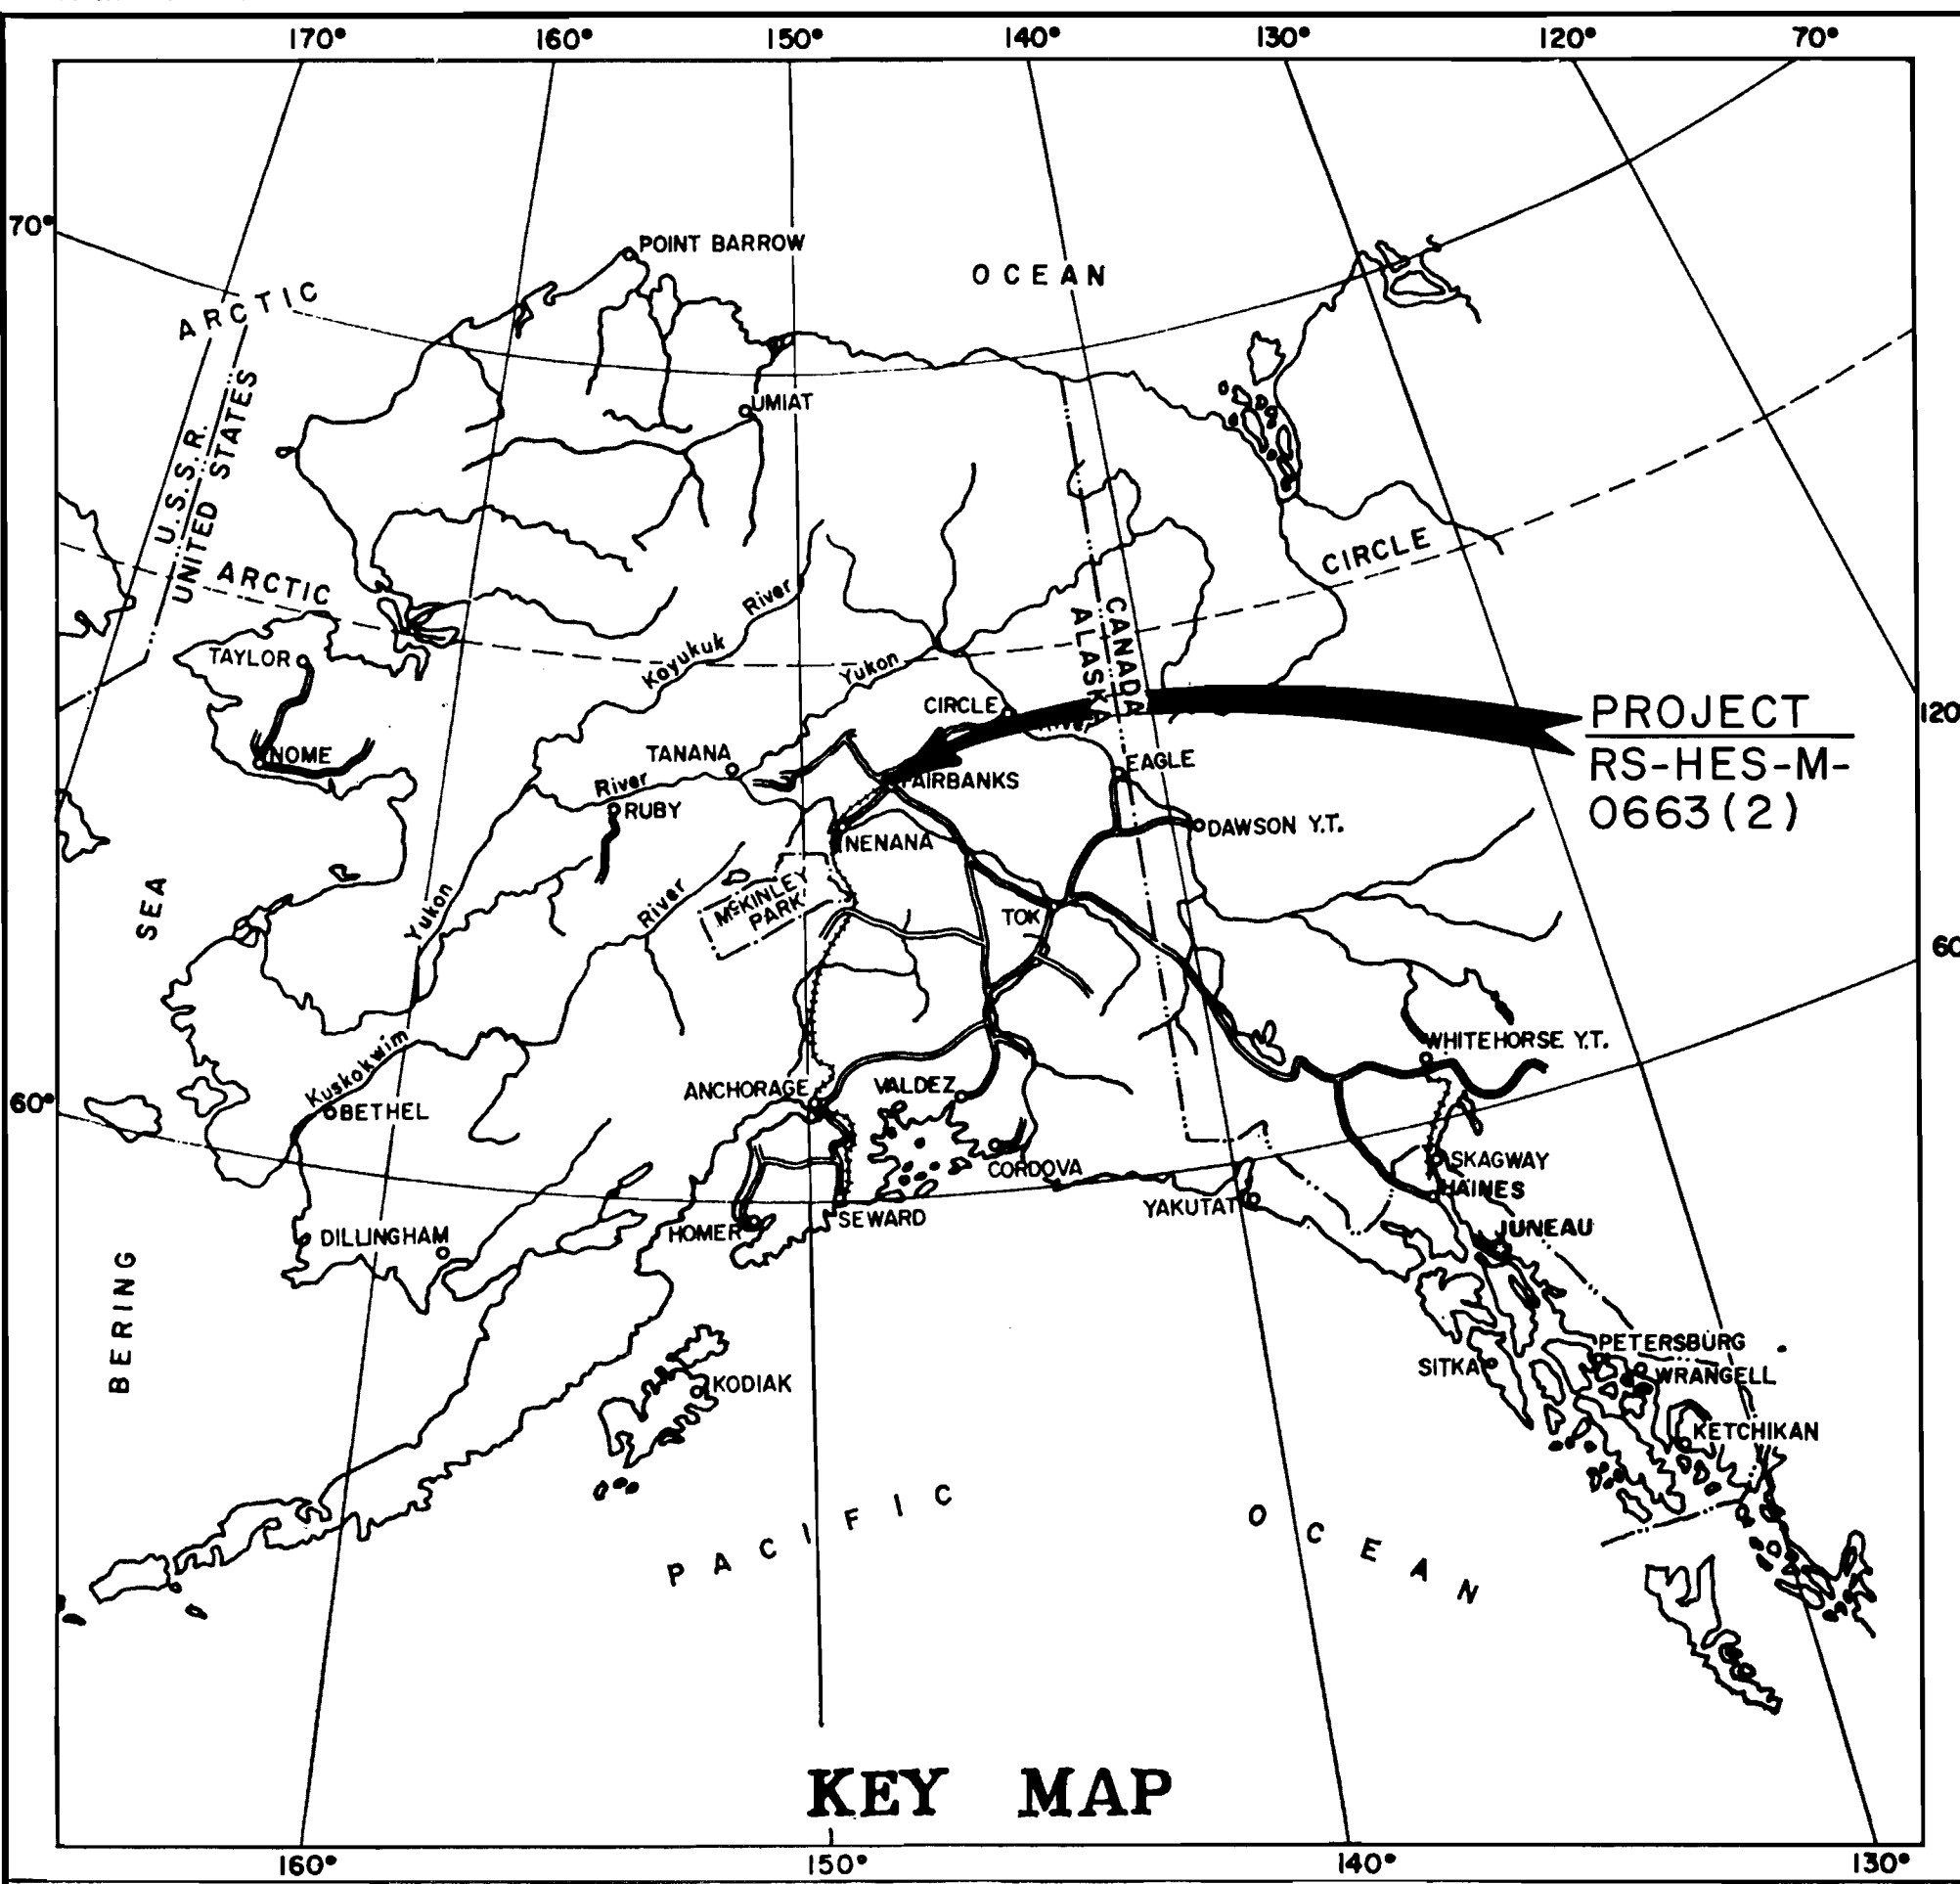 170° 160° 150° 140° 130° 120° 70°
70°
POINT BARROW
OCEAN
ARCTIC
UMIAT
U.S.S.R.
UNITED STATES
ARCTIC
CIRCLE
River
Koyukuk
Yukon
CANADA
ALASKA
TAYLOR
CIRCLE
PROJECT
RS-HES-M-
0663(2)
120
NOME
TANANA
EAGLE
FAIRBANKS
River
RUBY
DAWSON Y.T.
NENANA
McKINLEY
PARK
River
Yukon
TOK
SEA
60
WHITEHORSE Y.T.
Kuskokwim
ANCHORAGE
VALDEZ
60°
BETHEL
CORDOVA
SKAGWAY
HAINES
YAKUTAT
SEWARD
HOMER
JUNEAU
DILLINGHAM
BERING
PETERSBURG
SITKA
WRANGELL
KODIAK
KETCHIKAN
PACIFIC
OCEAN
KEY MAP
160° 150° 140° 130°